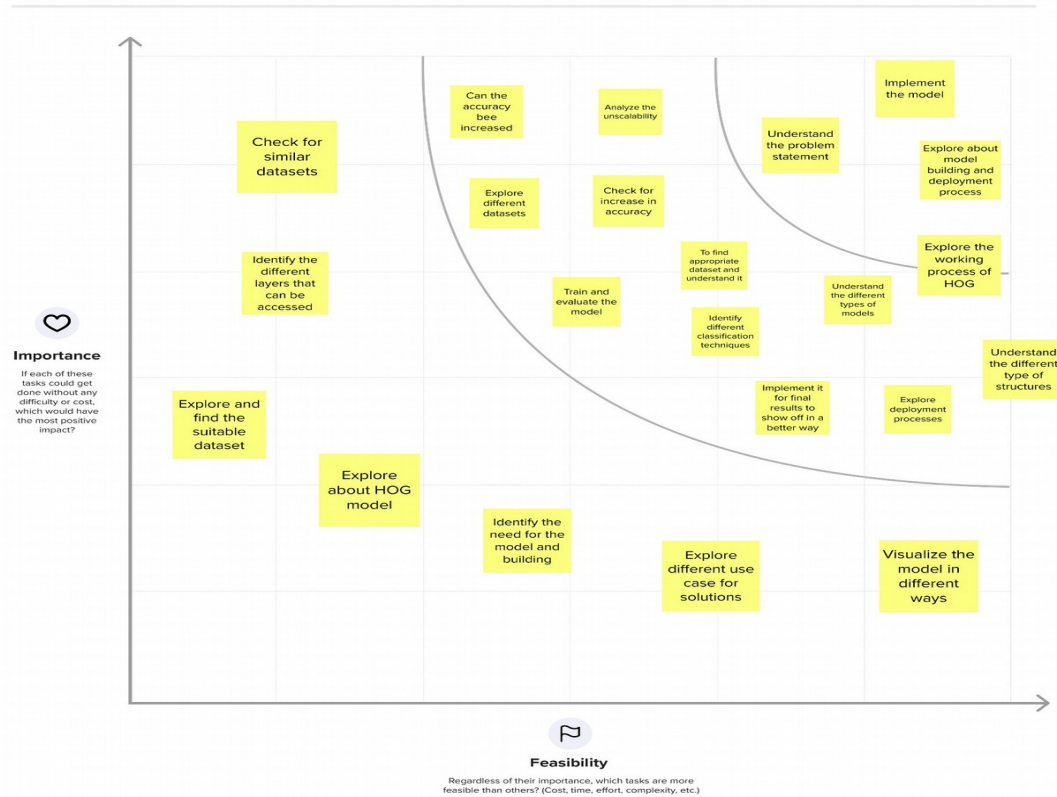 Implement
the model
Can the
accuracy
bee
increased
Analyze the
unscalability
Understand
the problem
statement
Check for
similar
datasets
Explore about
model
building and
deployment
process
Explore
different
datasets
Check for
increase in
accuracy
Explore the
working
process of
HOG
To find
appropriate
dataset and
understand it
Identify the
different
layers that
can be
accessed
Train and
evaluate the
model
Understand
the different
types of
models
Identify
different
classification
techniques
Understand
the different
type of
structures
Importance
If each of these
tasks could get
done without any
difficulty or cost,
which would have
the most positive
impact?
Explore and
find the
suitable
dataset
Implement it
for final
results to
show off in a
better way
Explore
deployment
processes
Explore
about HOG
model
Identify the
need for the
model and
building
Explore
different use
case for
solutions
Visualize the
model in
different
ways
Feasibility
Regardless of their importance, which tasks are more
feasible than others? (Cost, time, effort, complexity, etc.)